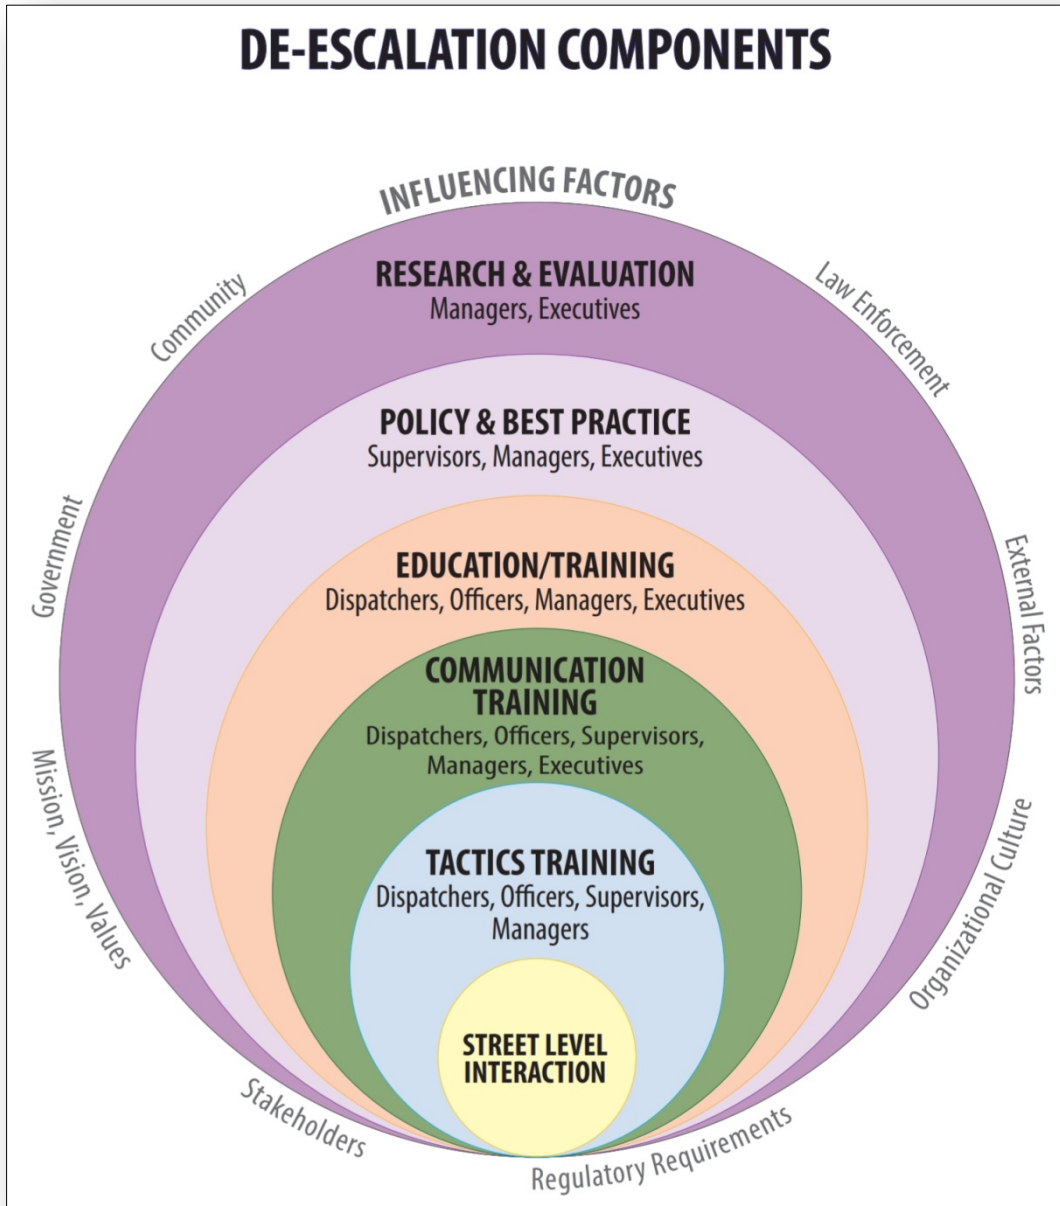 DE-ESCALATION COMPONENTS
INFLUENCING FACTORS
Community
Law Enforcement
Government
External Factors
Mission, Vision, Values
Organizational Culture
Stakeholders
Regulatory Requirements
RESEARCH & EVALUATION
Managers, Executives
POLICY & BEST PRACTICE
Supervisors, Managers, Executives
EDUCATION/TRAINING
Dispatchers, Officers, Managers, Executives
COMMUNICATION
TRAINING
Dispatchers, Officers, Supervisors,
Managers, Executives
TACTICS TRAINING
Dispatchers, Officers, Supervisors,
Managers
STREET LEVEL
INTERACTION